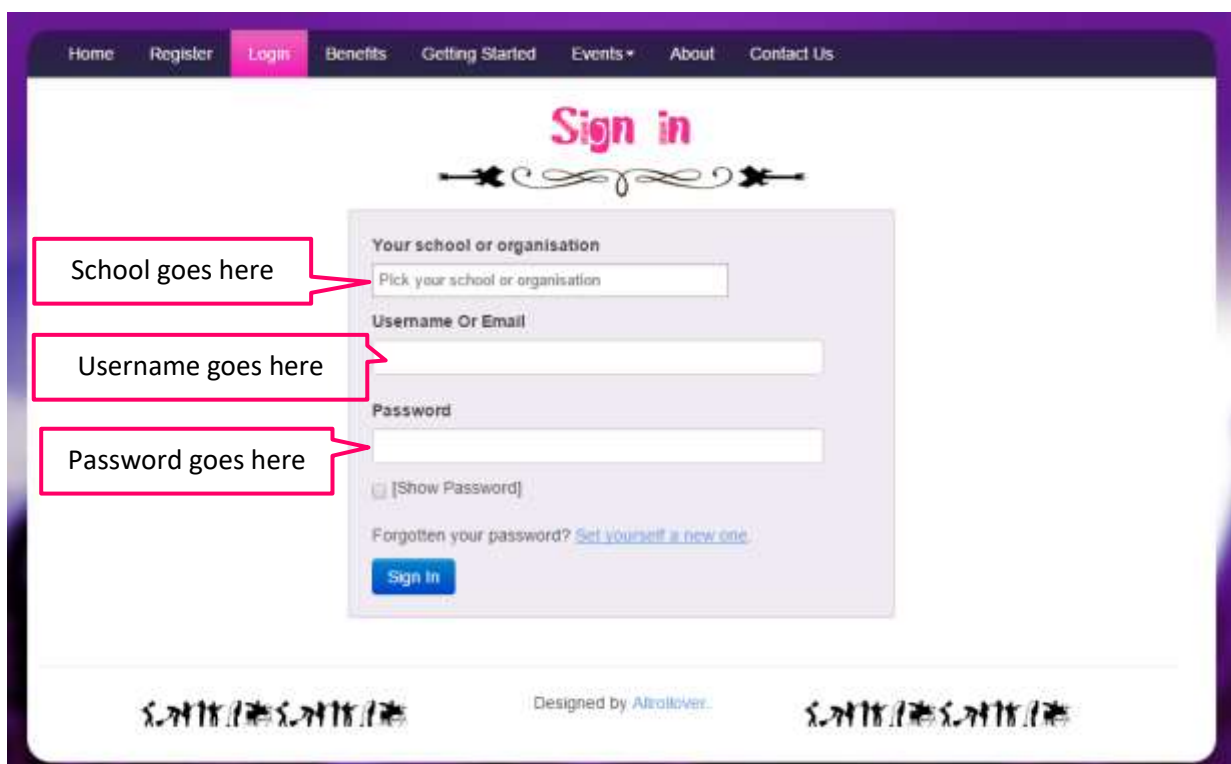 Home Register Login Benefits Getting Started Events About Contact Us
Sign in
Your school or organisation
School goes here
Pick your school or organisation
Username Or Email
Username goes here
Password
Password goes here
[Show Password]
Forgotten your password? Set yourself a new one.
Sign In
Designed by